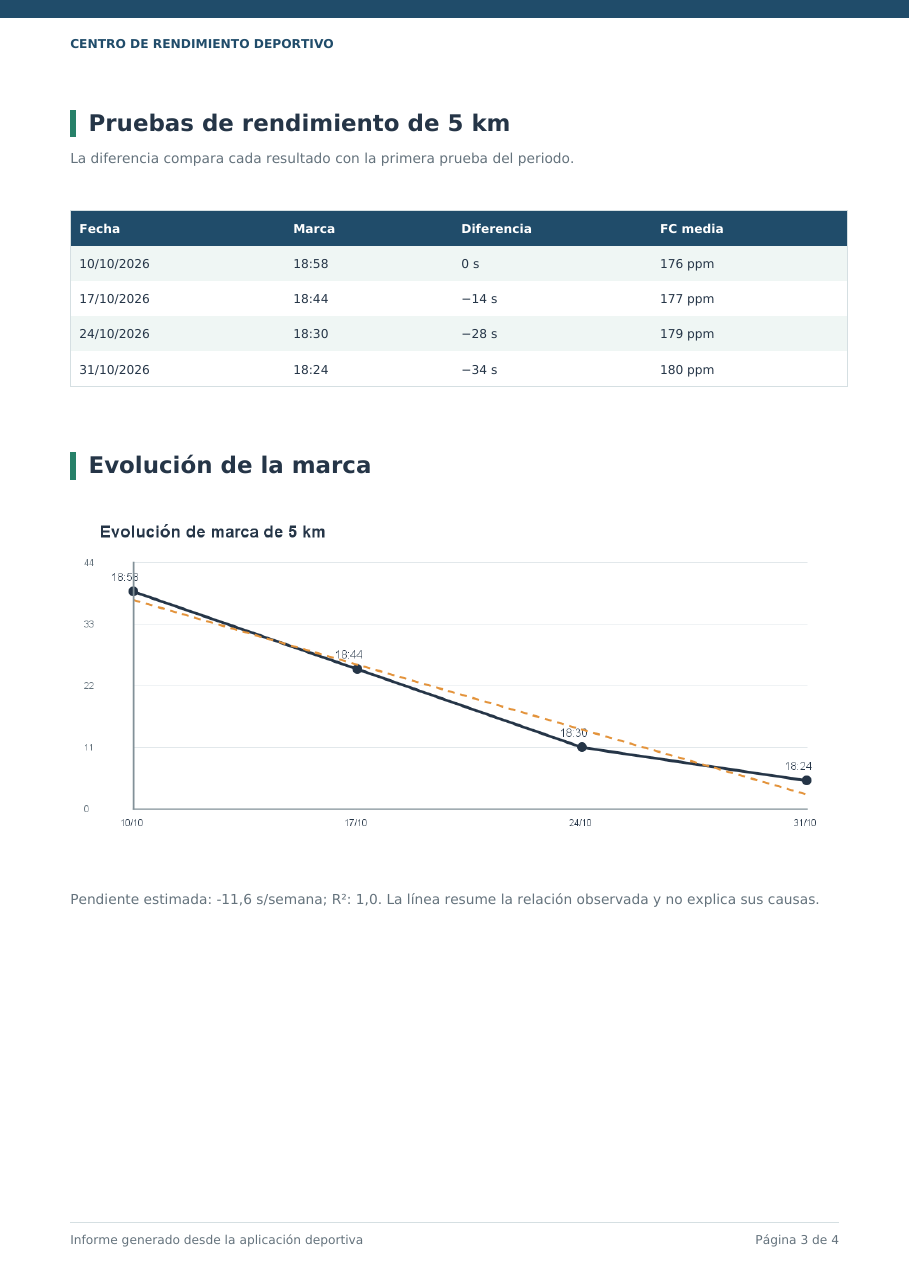 CENTRO DE RENDIMIENTO DEPORTIVO
Pruebas de rendimiento de 5 km
La diferencia compara cada resultado con la primera prueba del periodo.
Fecha Marca Diferencia FC media
10/10/2026 18:58 0 s 176 ppm
17/10/2026 18:44 −14 s 177 ppm
24/10/2026 18:30 −28 s 179 ppm
31/10/2026 18:24 −34 s 180 ppm
Evolución de la marca
Evolución de marca de 5 km
44
18:58
33
18:44
22
18:30
11
18:24
0
10/10 17/10 24/10 31/10
Pendiente estimada: -11,6 s/semana; R²: 1,0. La línea resume la relación observada y no explica sus causas.
Informe generado desde la aplicación deportiva Página 3 de 4